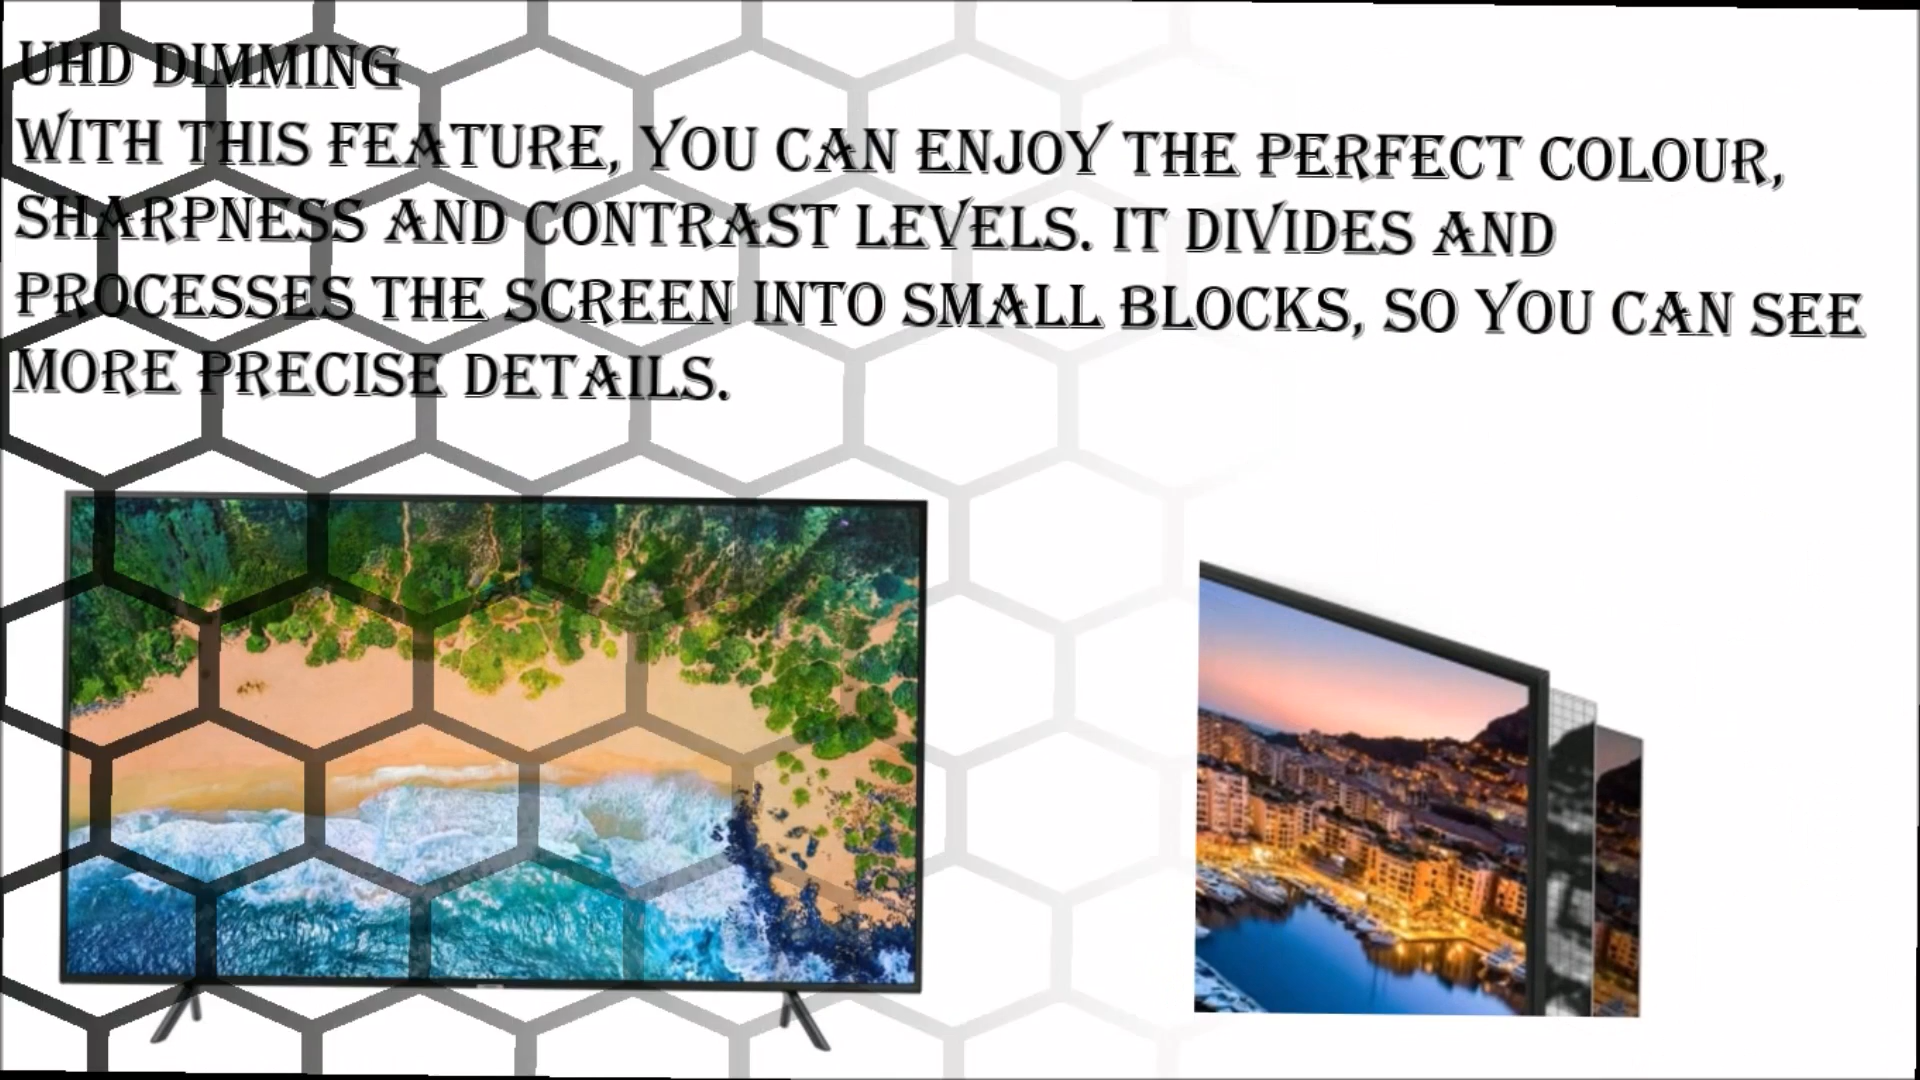 UHD DIMMING
WITH THIS FEATURE, YOU CAN ENJOY THE PERFECT COLOUR,
SHARPNESS AND CONTRAST LEVELS. IT DIVIDES AND
PROCESSES THE SCREEN INTO SMALL BLOCKS, SO YOU CAN SEE
MORE PRECISE DETAILS.